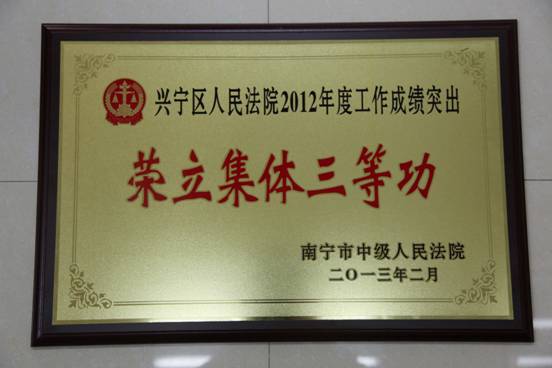 兴宁区人民法院2012年度工作成绩突出
荣立集体三等功
南宁市中级人民法院
二〇一三年二月